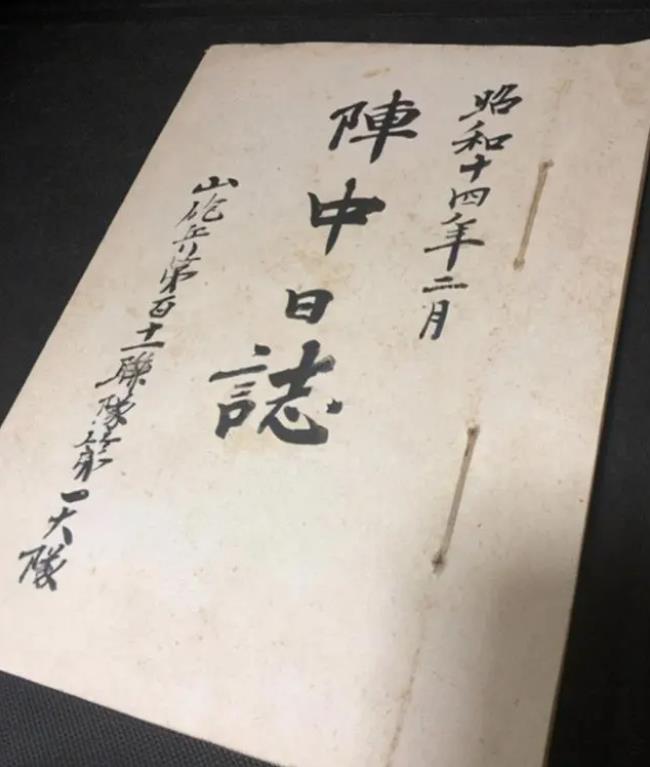 昭和十四年二月
陣中日誌
山砲兵第百十一聯隊第一大隊